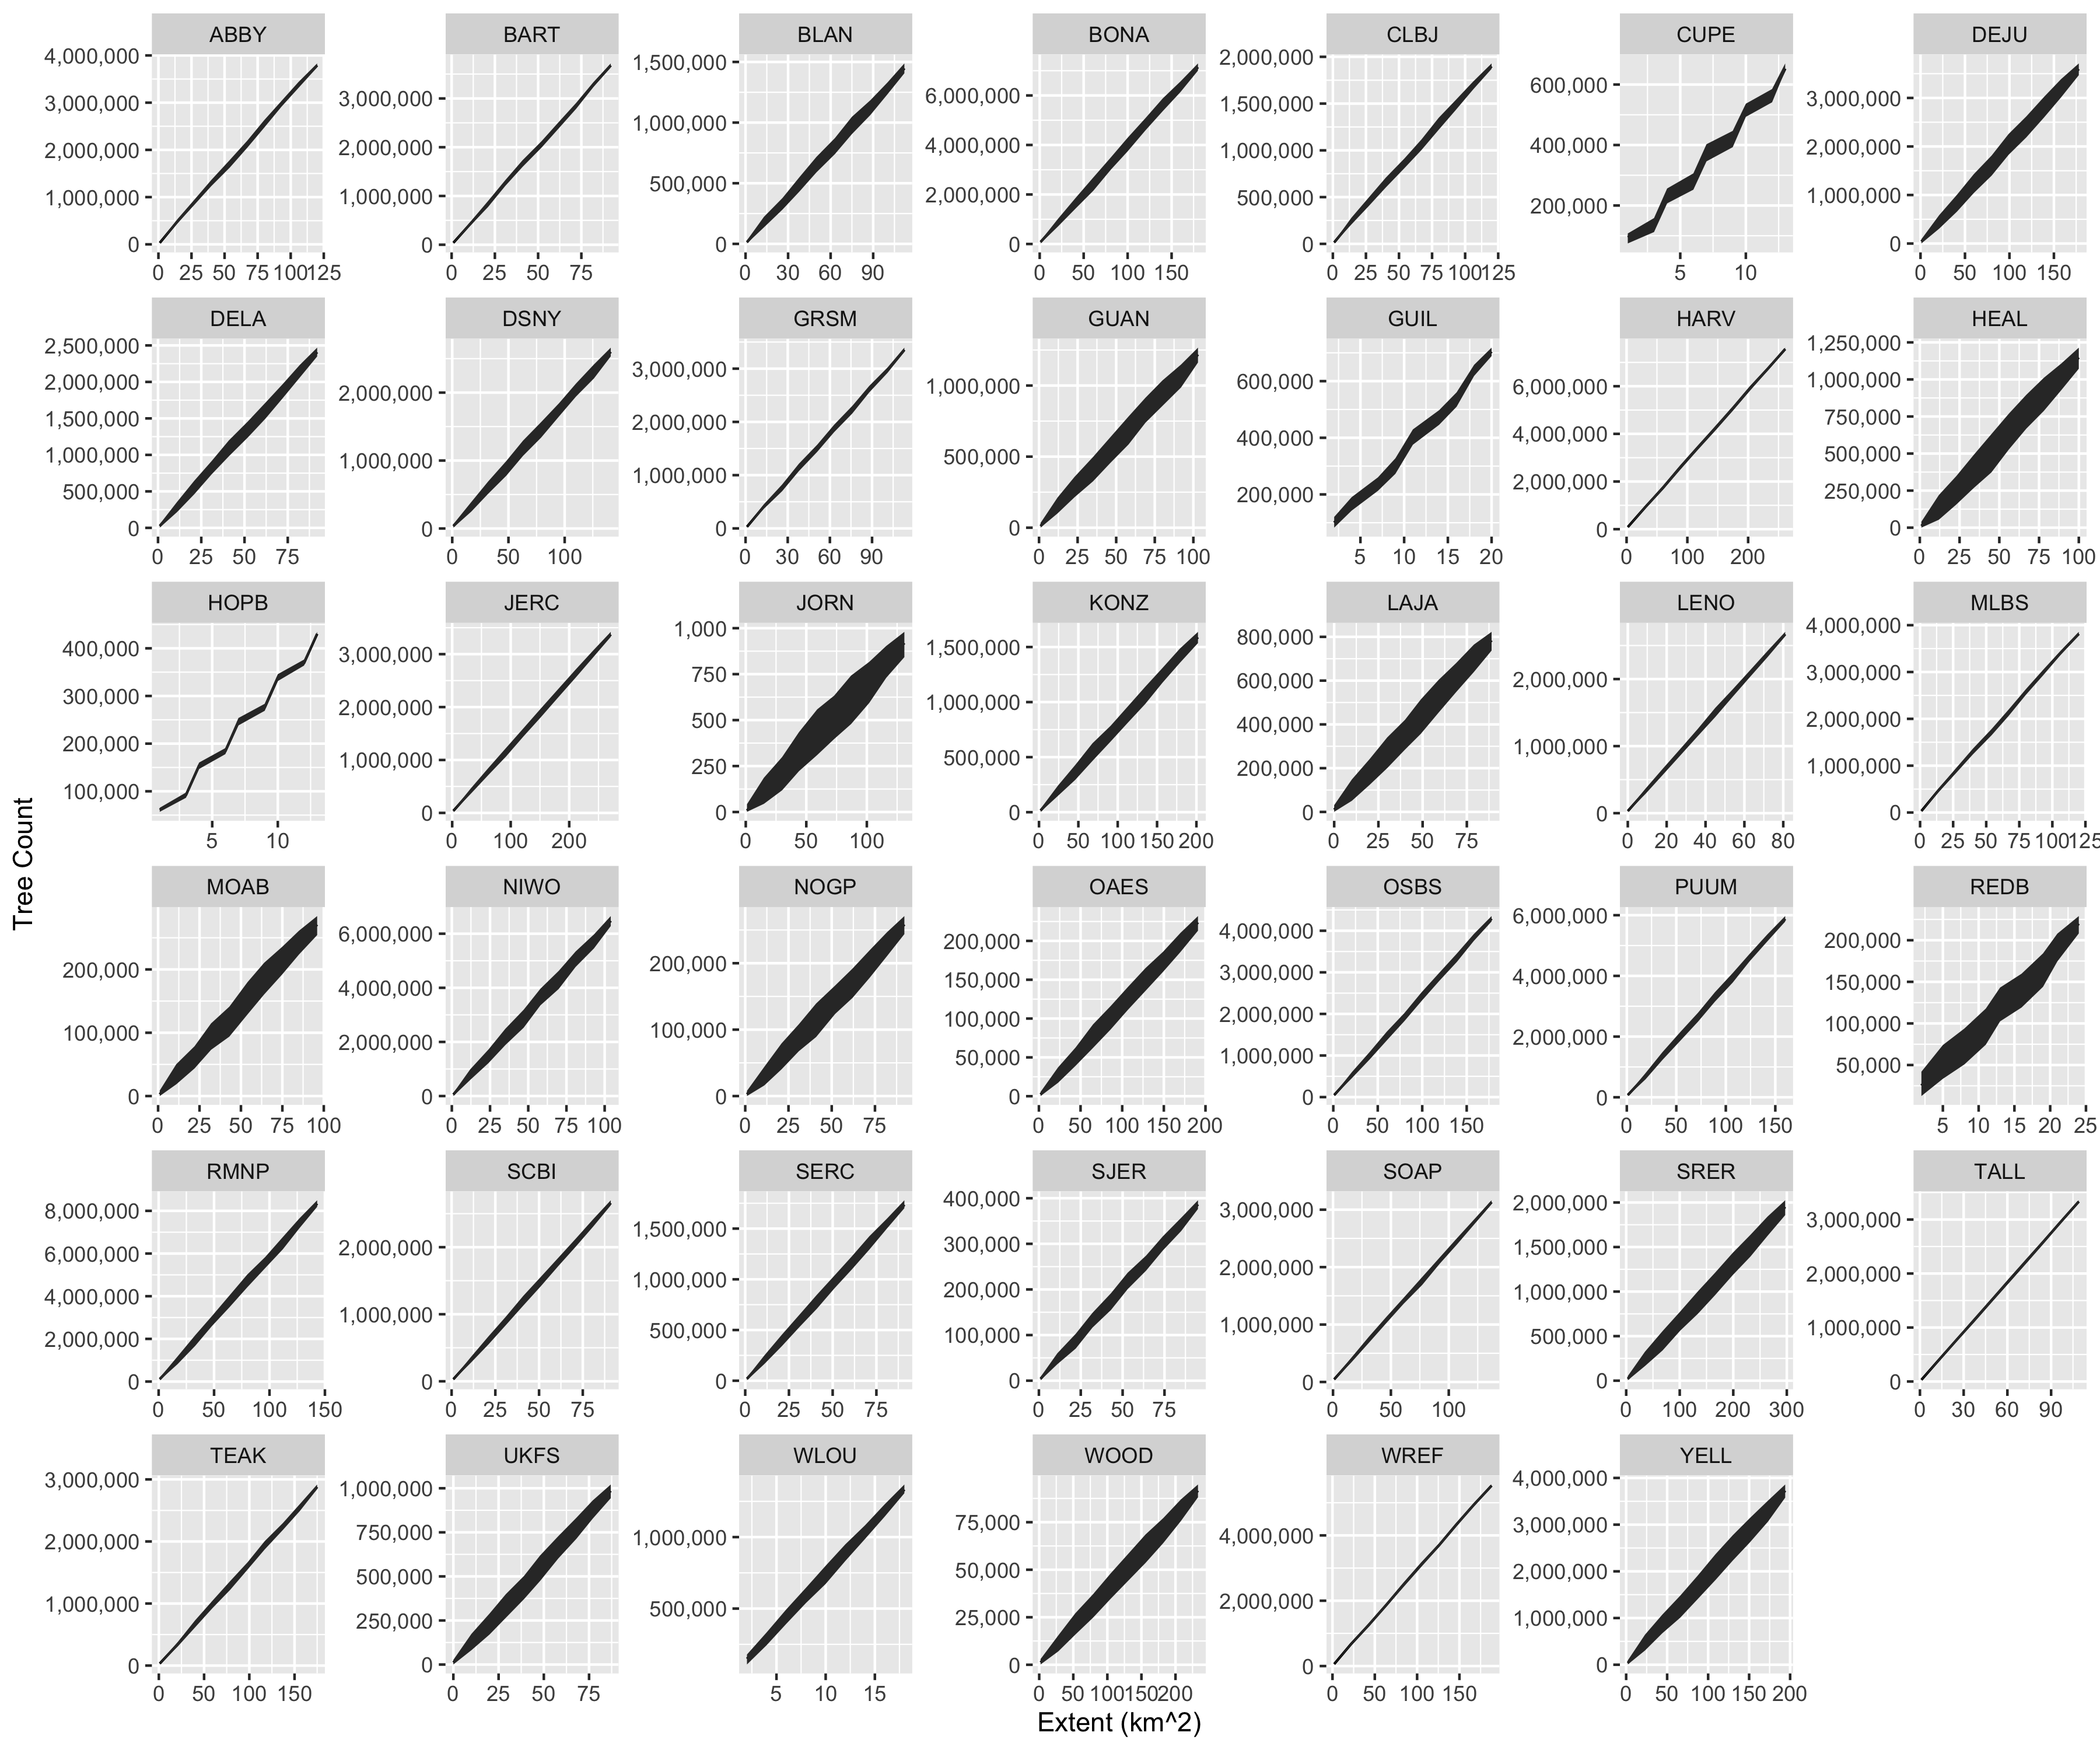 ABBY BART BLAN BONA CLBJ CUPE DEJU
4,000,000 3,000,000 2,000,000 1,000,000 0
3,000,000 2,000,000 1,000,000 0
1,500,000 1,000,000 500,000 0
6,000,000 4,000,000 2,000,000 0
2,000,000 1,500,000 1,000,000 500,000 0
600,000 400,000 200,000
3,000,000 2,000,000 1,000,000 0
0 25 50 75 100 125
0 25 50 75
0 30 60 90
0 50 100 150
0 25 50 75 100 125
5 10
0 50 100 150
DELA DSNY GRSM GUAN GUIL HARV HEAL
2,500,000 2,000,000 1,500,000 1,000,000 500,000 0
2,000,000 1,000,000 0
3,000,000 2,000,000 1,000,000 0
1,000,000 500,000 0
600,000 400,000 200,000
6,000,000 4,000,000 2,000,000 0
1,250,000 1,000,000 750,000 500,000 250,000 0
0 25 50 75
0 50 100
0 30 60 90
0 25 50 75 100
5 10 15 20
0 100 200
0 25 50 75 100
HOPB JERC JORN KONZ LAJA LENO MLBS
400,000 300,000 200,000 100,000
3,000,000 2,000,000 1,000,000 0
1,000 750 500 250 0
1,500,000 1,000,000 500,000 0
800,000 600,000 400,000 200,000 0
2,000,000 1,000,000 0
4,000,000 3,000,000 2,000,000 1,000,000 0
5 10
0 100 200
0 50 100
0 50 100 150 200
0 25 50 75
0 20 40 60 80
0 25 50 75 100 125
Tree Count
MOAB NIWO NOGP OAES OSBS PUUM REDB
200,000 100,000 0
6,000,000 4,000,000 2,000,000 0
200,000 100,000 0
200,000 150,000 100,000 50,000 0
4,000,000 3,000,000 2,000,000 1,000,000 0
6,000,000 4,000,000 2,000,000 0
200,000 150,000 100,000 50,000
0 25 50 75 100
0 25 50 75 100
0 25 50 75
0 50 100 150 200
0 50 100 150
0 50 100 150
5 10 15 20 25
RMNP SCBI SERC SJER SOAP SRER TALL
8,000,000 6,000,000 4,000,000 2,000,000 0
2,000,000 1,000,000 0
1,500,000 1,000,000 500,000 0
400,000 300,000 200,000 100,000 0
3,000,000 2,000,000 1,000,000 0
2,000,000 1,500,000 1,000,000 500,000 0
3,000,000 2,000,000 1,000,000 0
0 50 100 150
0 25 50 75
0 25 50 75
0 25 50 75
0 50 100
0 100 200 300
0 30 60 90
TEAK UKFS WLOU WOOD WREF YELL
3,000,000 2,000,000 1,000,000 0
1,000,000 750,000 500,000 250,000 0
1,000,000 500,000
75,000 50,000 25,000 0
4,000,000 2,000,000 0
4,000,000 3,000,000 2,000,000 1,000,000 0
0 50 100 150
0 25 50 75
5 10 15
0 50 100 150 200
0 50 100 150
0 50 100 150 200
Extent (km^2)